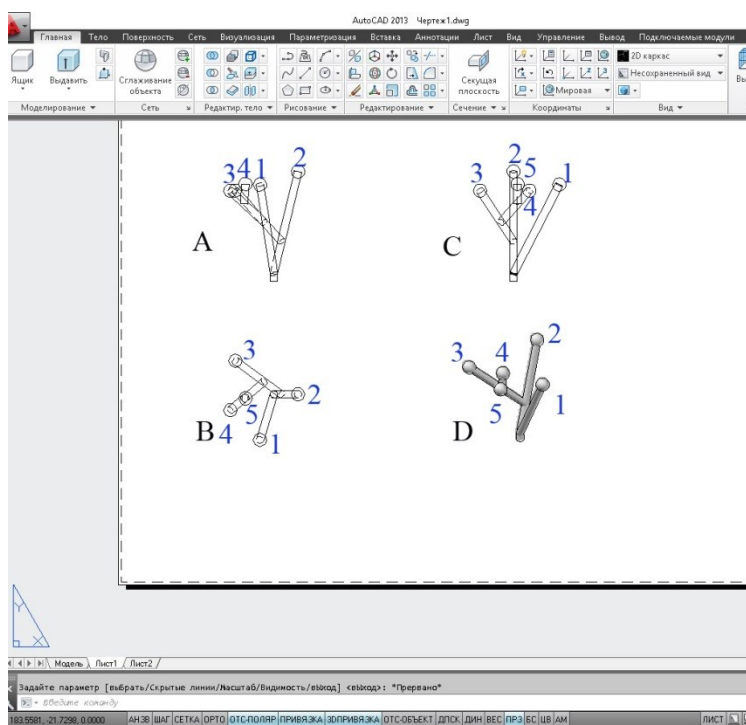 AutoCAD 2013 Чертеж1.dwg
Главная Тело Поверхность Сеть Визуализация Параметризация Вставка Аннотации Лист Вид Управление Вывод Подключаемые модули
Ящик Выдавить Сглаживание объекта Секущая плоскость
2D каркас
Несохраненный вид
Мировая
Моделирование Сеть Редактир. тело Рисование Редактирование Сечение Координаты Вид
3 4 1 2
A
3 2 5 1
4
C
3
2
5
B 4 1
2
3 4
1
5
D
Y X
Модель Лист1 Лист2
Задайте параметр [выбрать/Скрытые линии/Масштаб/Видимость/выход] <выход>: *Прервано*
Введите команду
183.5581, -21.7298, 0.0000 АНЗВ ШАГ СЕТКА ОРТО ОТС-ПОЛЯР ПРИВЯЗКА 3DПРИВЯЗКА ОТС-ОБЪЕКТ ДПСК ДИН ВЕС ПРЗ БС ЦВ АМ ЛИСТ